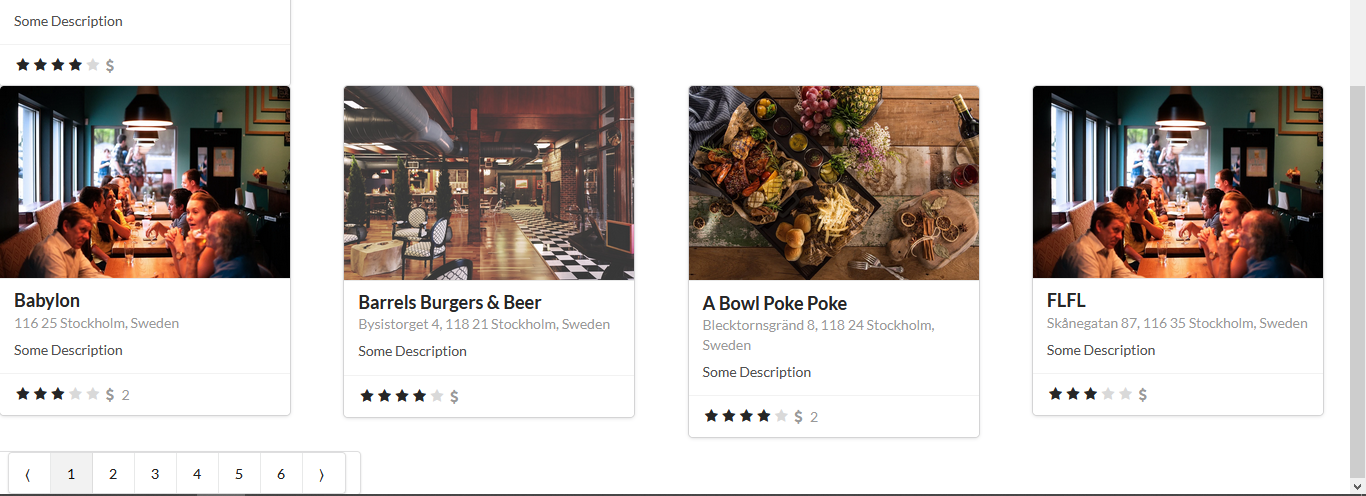 Some Description
$
Babylon
116 25 Stockholm, Sweden
Some Description
$ 2
Barrels Burgers & Beer
Bysistorget 4, 118 21 Stockholm, Sweden
Some Description
$
A Bowl Poke Poke
Blecktornsgränd 8, 118 24 Stockholm,
Sweden
Some Description
$ 2
FLFL
Skånegatan 87, 116 35 Stockholm, Sweden
Some Description
$
⟨ 1 2 3 4 5 6 ⟩